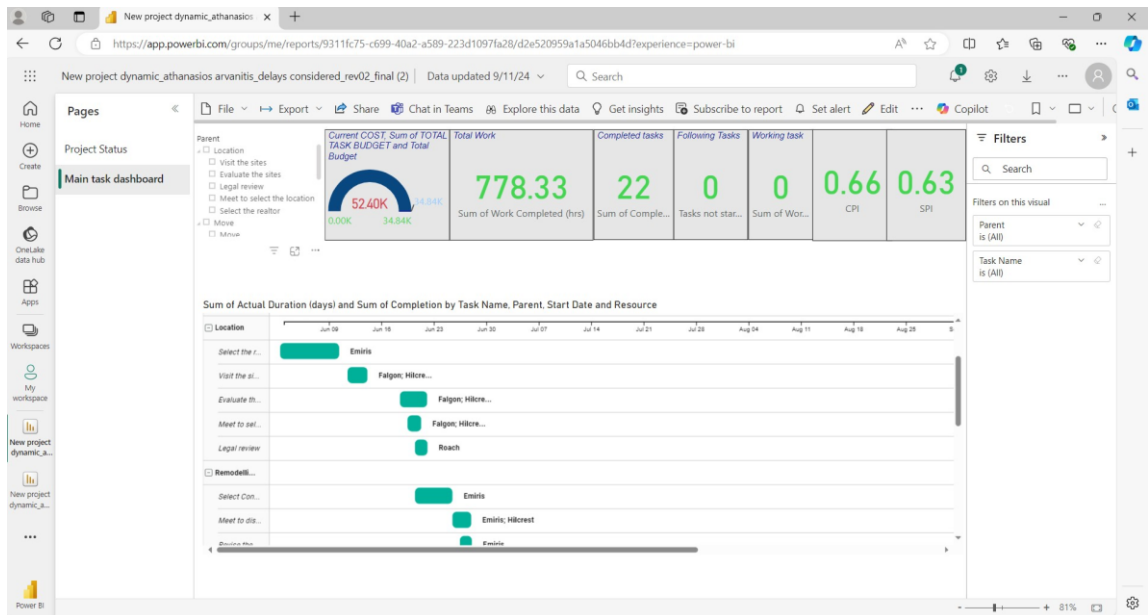 New project dynamic_athanasios
https://app.powerbi.com/groups/me/reports/9311fc75-c699-40a2-a589-223d1097fa28/d2e520959a1a5046bb4d?experience=power-bi
New project dynamic_athanasios arvanitis_delays considered_rev02_final (2) | Data updated 9/11/24
Search
Home
Create
Browse
OneLake data hub
Apps
Workspaces
My workspace
New project dynamic_a...
New project dynamic_a...
Power BI
Pages
Project Status
Main task dashboard
File Export Share Chat in Teams Explore this data Get insights Subscribe to report Set alert Edit ... Copilot
Parent
Location
Visit the sites
Evaluate the sites
Legal review
Meet to select the location
Select the realtor
Move
Move
Current COST, Sum of TOTAL TASK BUDGET and Total Budget
52.40K
34.84K
0.00K 34.84K
Total Work
778.33
Sum of Work Completed (hrs)
Completed tasks
22
Sum of Comple...
Following Tasks
0
Tasks not star...
Working task
0
Sum of Wor...
0.66
CPI
0.63
SPI
Sum of Actual Duration (days) and Sum of Completion by Task Name, Parent, Start Date and Resource
Location Jun 09 Jun 16 Jun 23 Jun 30 Jul 07 Jul 14 Jul 21 Jul 28 Aug 04 Aug 11 Aug 18 Aug 25
Select the r... Emiris
Visit the si... Falgon; Hilcre...
Evaluate th... Falgon; Hilcre...
Meet to sel... Falgon; Hilcre...
Legal review Roach
Remodelli...
Select Con... Emiris
Meet to dis... Emiris; Hilcrest
Emiris
Filters
Search
Filters on this visual ...
Parent
is (All)
Task Name
is (All)
- + 81%